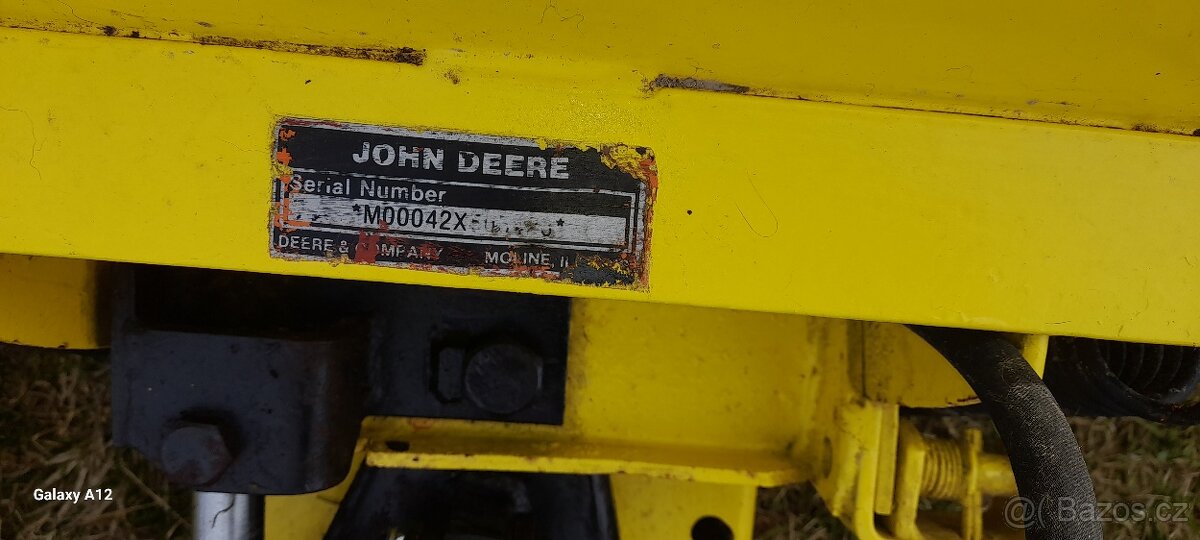 JOHN DEERE
Serial Number
*M00042X
DEERE & COMPANY MOLINE, IL
Galaxy A12
@( Bazos.cz